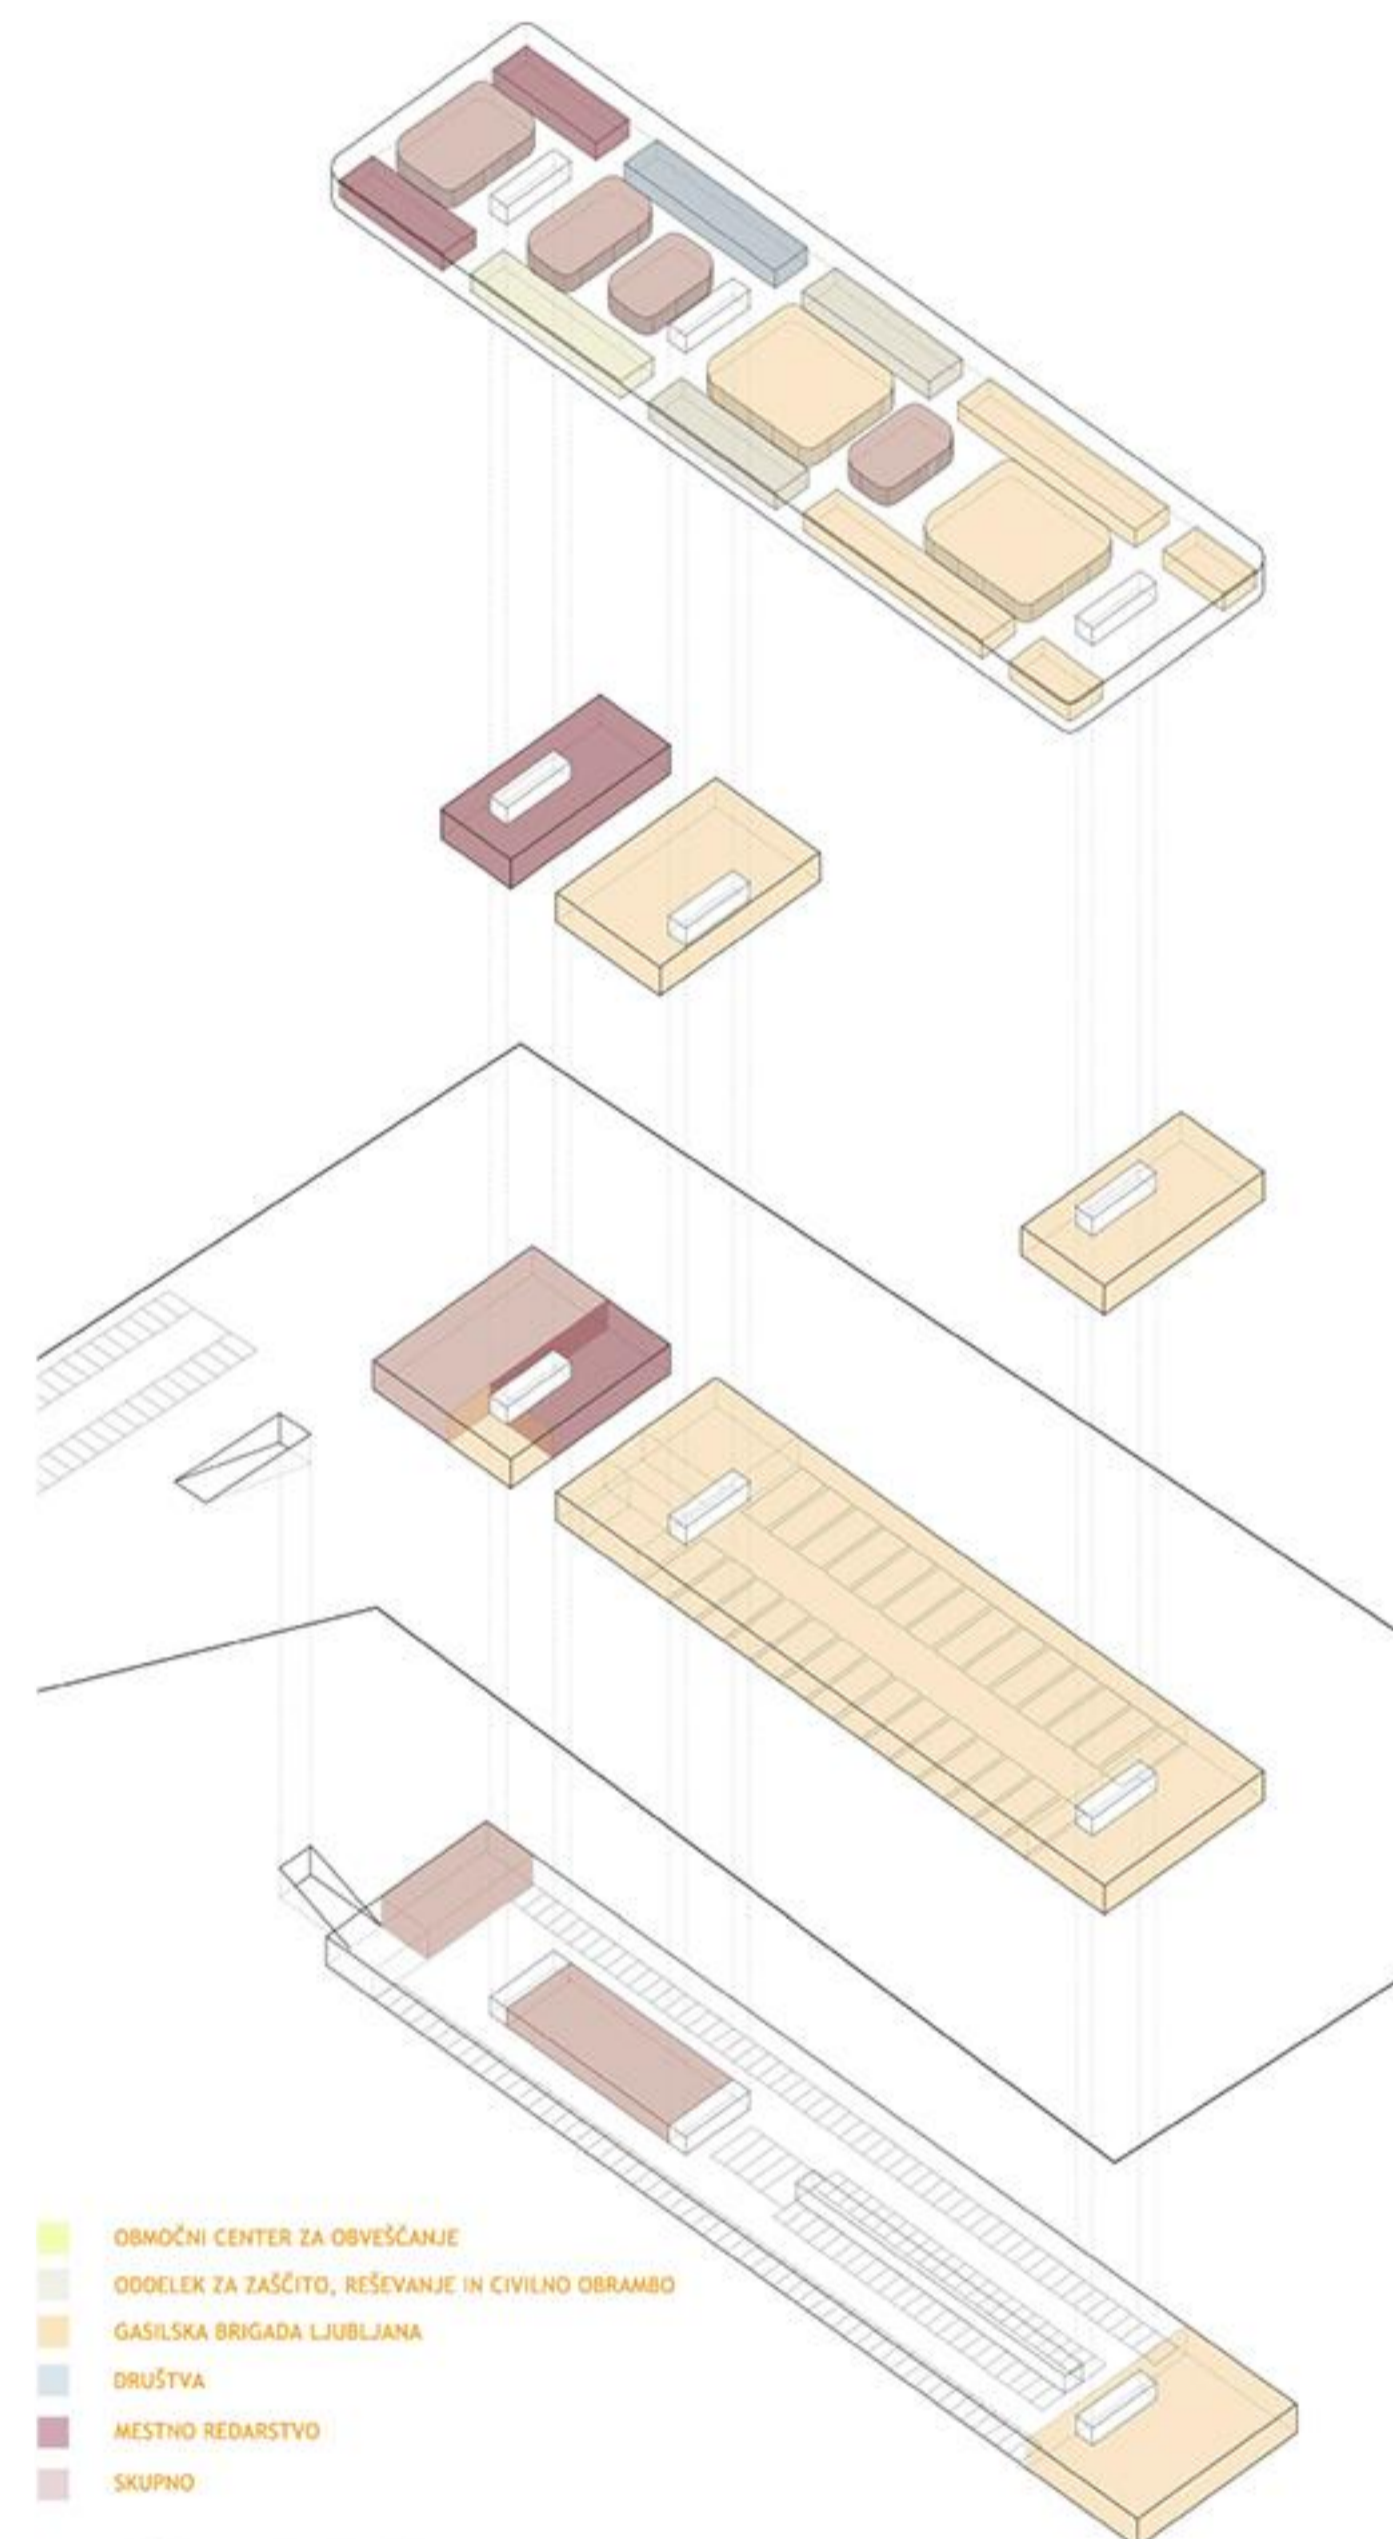 OBMOČNI CENTER ZA OBVEŠČANJE
ODDELEK ZA ZAŠČITO, REŠEVANJE IN CIVILNO OBRAMBO
GASILSKA BRIGADA LJUBLJANA
DRUŠTVA
MESTNO REDARSTVO
SKUPNO